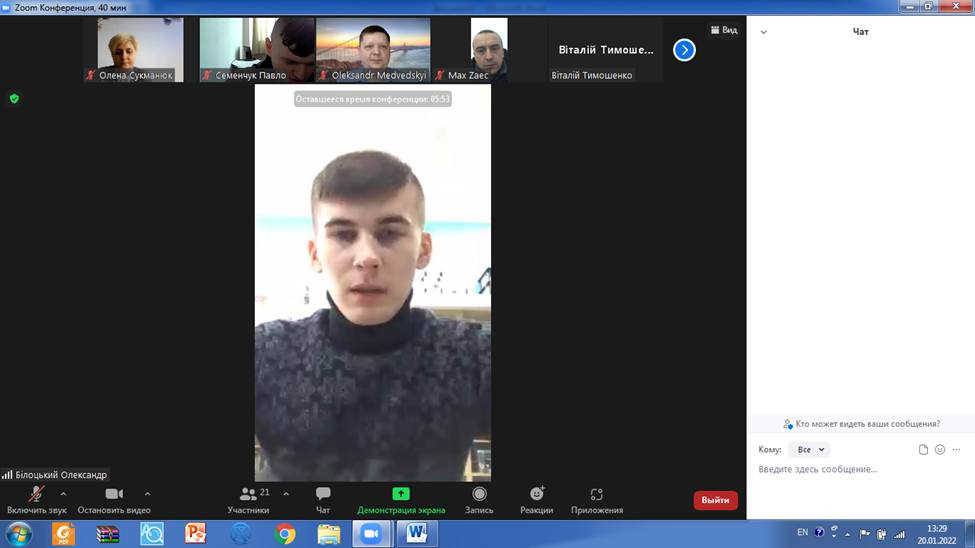 Zoom Конференция, 40 мин
Вид
Чат
Олена Сукманюк
Семенчук Павло
Oleksandr Medvedskyi
Max Zaec
Віталій Тимоше...
Віталій Тимошенко
Оставшееся время конференции: 05:53
Білоцький Олександр
Кто может видеть ваши сообщения?
Кому: Все
Введите здесь сообщение...
Включить звук
Остановить видео
21
Участники
Чат
Демонстрация экрана
Запись
Реакции
Приложения
Выйти
EN
13:29
20.01.2022